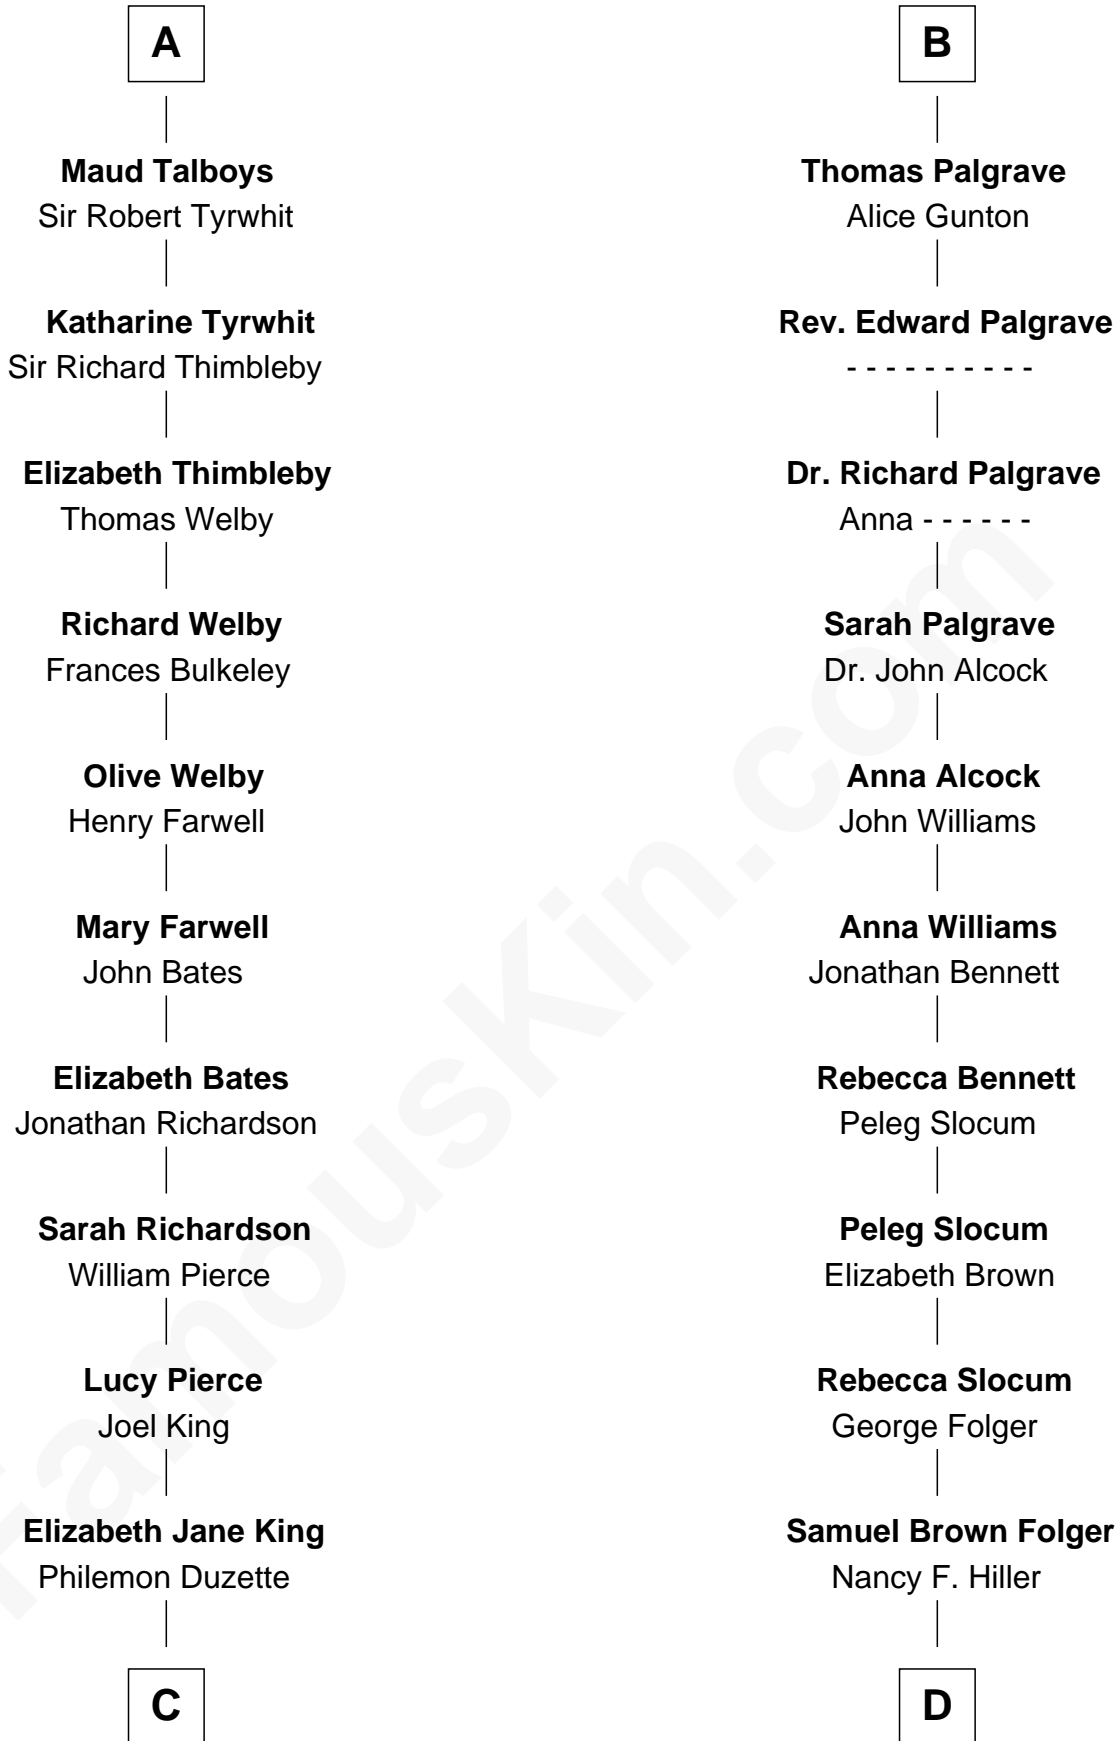 A
Maud Talboys
Sir Robert Tyrwhit
Katharine Tyrwhit
Sir Richard Thimbleby
Elizabeth Thimbleby
Thomas Welby
Richard Welby
Frances Bulkeley
Olive Welby
Henry Farwell
Mary Farwell
John Bates
Elizabeth Bates
Jonathan Richardson
Sarah Richardson
William Pierce
Lucy Pierce
Joel King
Elizabeth Jane King
Philemon Duzette
C
B
Thomas Palgrave
Alice Gunton
Rev. Edward Palgrave
- - - - - - - - - -
Dr. Richard Palgrave
Anna - - - - - -
Sarah Palgrave
Dr. John Alcock
Anna Alcock
John Williams
Anna Williams
Jonathan Bennett
Rebecca Bennett
Peleg Slocum
Peleg Slocum
Elizabeth Brown
Rebecca Slocum
George Folger
Samuel Brown Folger
Nancy F. Hiller
D
FamousKin.com